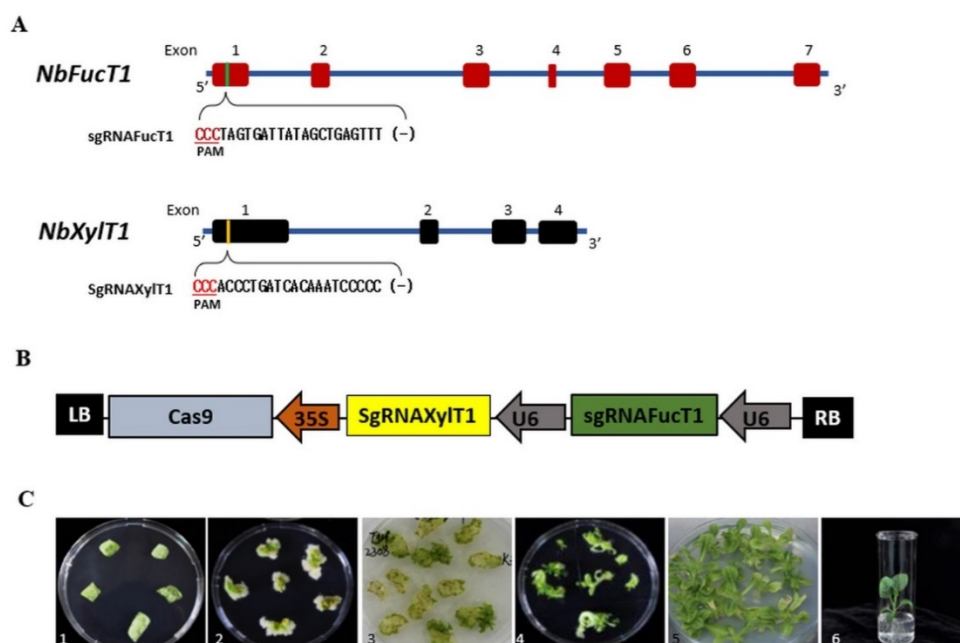 A
Exon 1 2 3 4 5 6 7
NbFucT1
5’ 3’
sgRNAFucT1 CCCTAGTGATTATAGCTGAGTTT (-)
PAM
Exon 1 2 3 4
NbXylT1
5’ 3’
SgRNAXylT1 CCCACCCTGATCACAAATCCCCC (-)
PAM
B
LB Cas9 35S SgRNAXylT1 U6 sgRNAFucT1 U6 RB
C
1 2 3 4 5 6